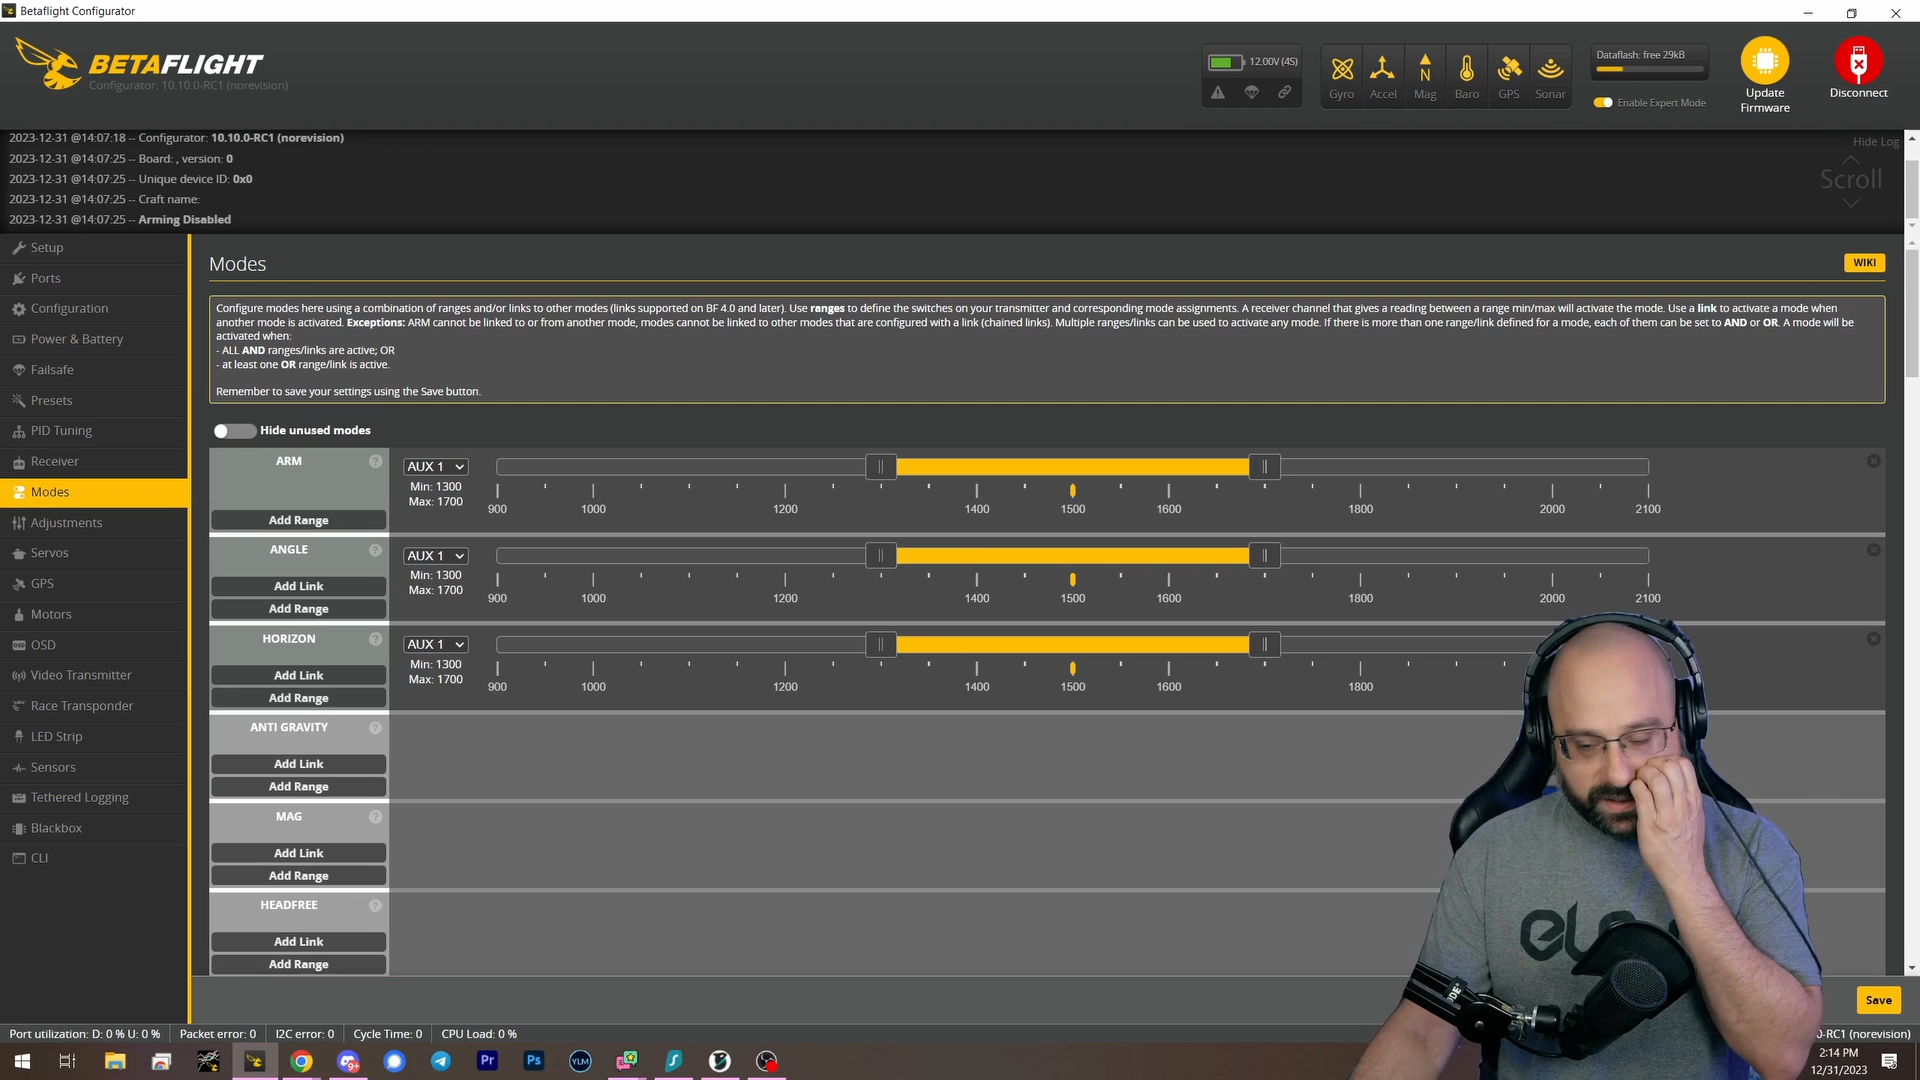 Betaflight Configurator
BETAFLIGHT
Configurator: 10.10.0-RC1 (norevision)
12.00V (4S)
Gyro
Accel
Mag
Baro
GPS
Sonar
Dataflash: free 29kB
Enable Expert Mode
Update
Firmware
Disconnect
2023-12-31 @14:07:18 -- Configurator: 10.10.0-RC1 (norevision)
2023-12-31 @14:07:25 -- Board: , version: 0
2023-12-31 @14:07:25 -- Unique device ID: 0x0
2023-12-31 @14:07:25 -- Craft name:
2023-12-31 @14:07:25 -- Arming Disabled
Hide Log
Scroll
Setup
Ports
Configuration
Power & Battery
Failsafe
Presets
PID Tuning
Receiver
Modes
Adjustments
Servos
GPS
Motors
OSD
Video Transmitter
Race Transponder
LED Strip
Sensors
Tethered Logging
Blackbox
CLI
Modes
WIKI
Configure modes here using a combination of ranges and/or links to other modes (links supported on BF 4.0 and later). Use ranges to define the switches on your transmitter and corresponding mode assignments. A receiver channel that gives a reading between a range min/max will activate the mode. Use a link to activate a mode when
another mode is activated. Exceptions: ARM cannot be linked to or from another mode, modes cannot be linked to other modes that are configured with a link (chained links). Multiple ranges/links can be used to activate any mode. If there is more than one range/link defined for a mode, each of them can be set to AND or OR. A mode will be
activated when:
- ALL AND ranges/links are active; OR
- at least one OR range/link is active.
Remember to save your settings using the Save button.
Hide unused modes
ARM
Add Range
AUX 1
Min: 1300
Max: 1700
900 1000 1200 1400 1500 1600 1800 2000 2100
ANGLE
Add Link
Add Range
AUX 1
Min: 1300
Max: 1700
900 1000 1200 1400 1500 1600 1800 2000 2100
HORIZON
Add Link
Add Range
AUX 1
Min: 1300
Max: 1700
900 1000 1200 1400 1500 1600 1800
ANTI GRAVITY
Add Link
Add Range
MAG
Add Link
Add Range
HEADFREE
Add Link
Add Range
Save
Port utilization: D: 0 % U: 0 %
Packet error: 0
I2C error: 0
Cycle Time: 0
CPU Load: 0 %
-RC1 (norevision)
9+
Pr
Ps
YLM
2:14 PM
12/31/2023